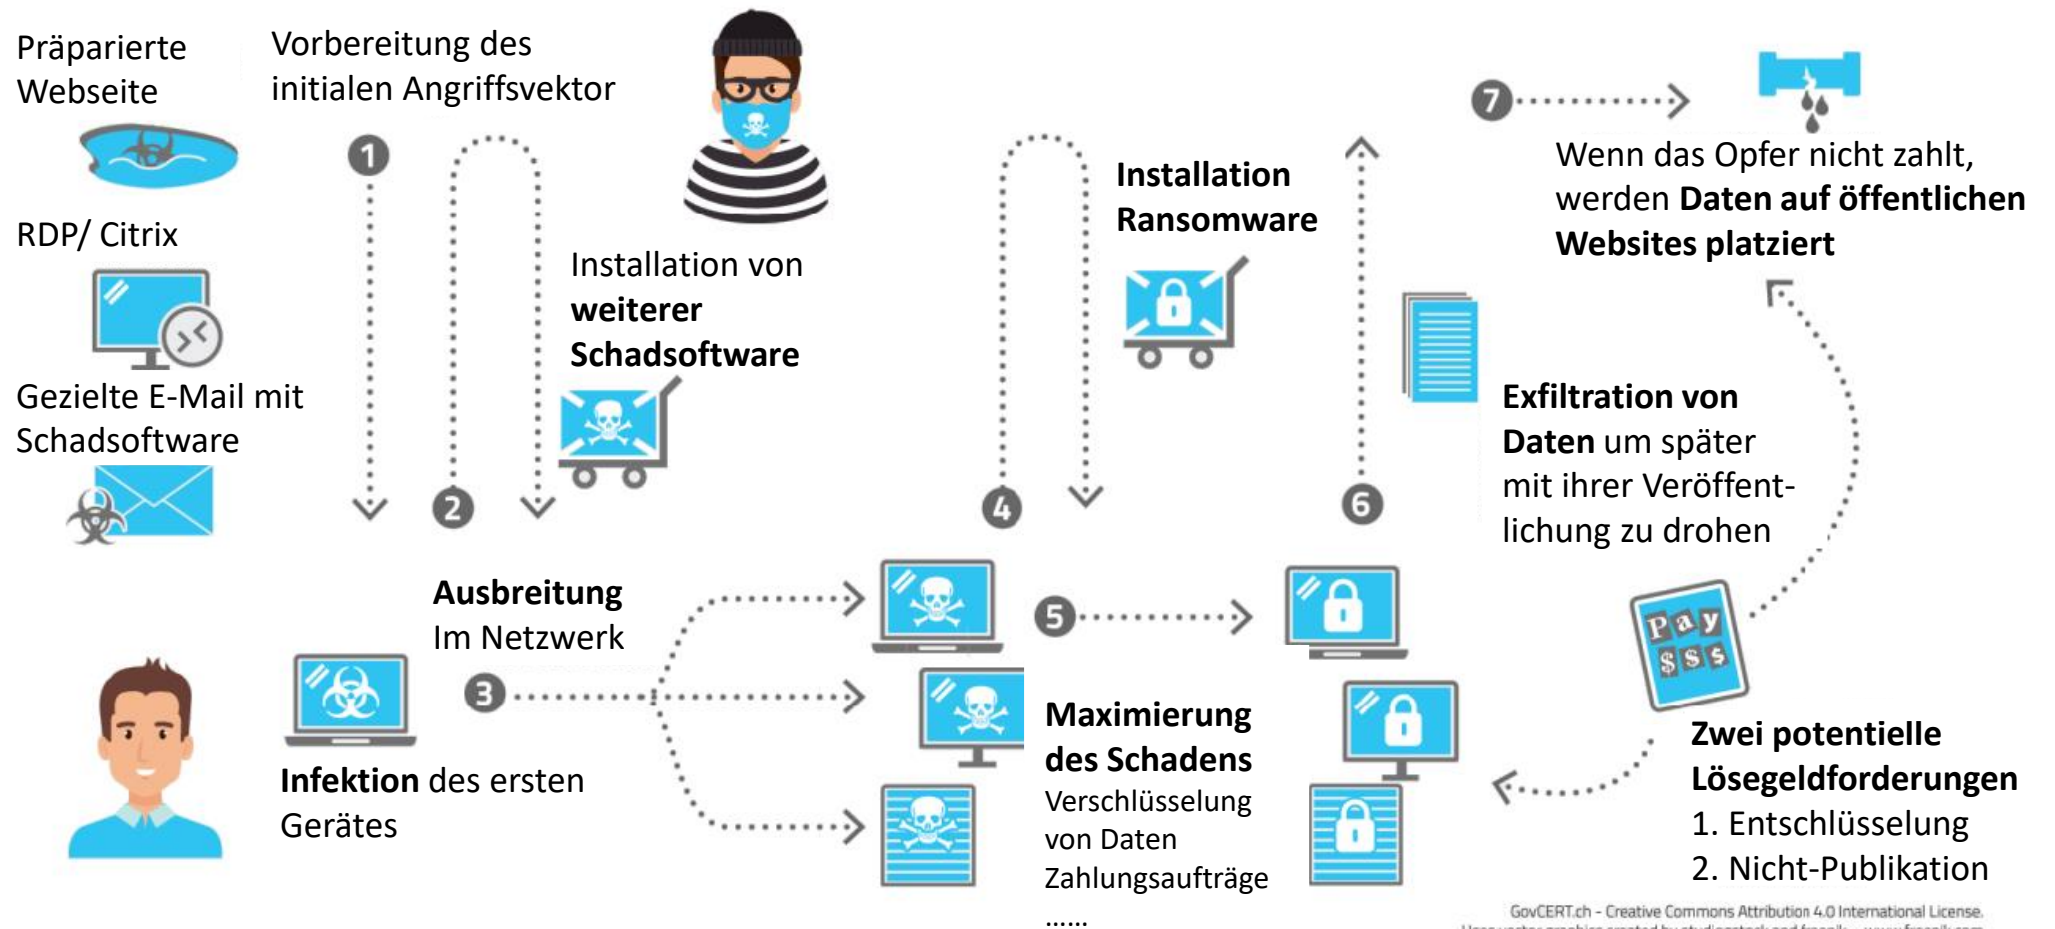 Präparierte
Webseite
RDP/ Citrix
Gezielte E-Mail mit
Schadsoftware
Vorbereitung des
initialen Angriffsvektor
1
2
Installation von
weiterer
Schadsoftware
Infektion des ersten
Gerätes
3
Ausbreitung
Im Netzwerk
4
Installation
Ransomware
5
Maximierung
des Schadens
Verschlüsselung
von Daten
Zahlungsaufträge
......
6
Exfiltration von
Daten um später
mit ihrer Veröffent-
lichung zu drohen
7
Wenn das Opfer nicht zahlt,
werden Daten auf öffentlichen
Websites platziert
Pay
$$$
Zwei potentielle
Lösegeldforderungen
1. Entschlüsselung
2. Nicht-Publikation
GovCERT.ch - Creative Commons Attribution 4.0 International License.